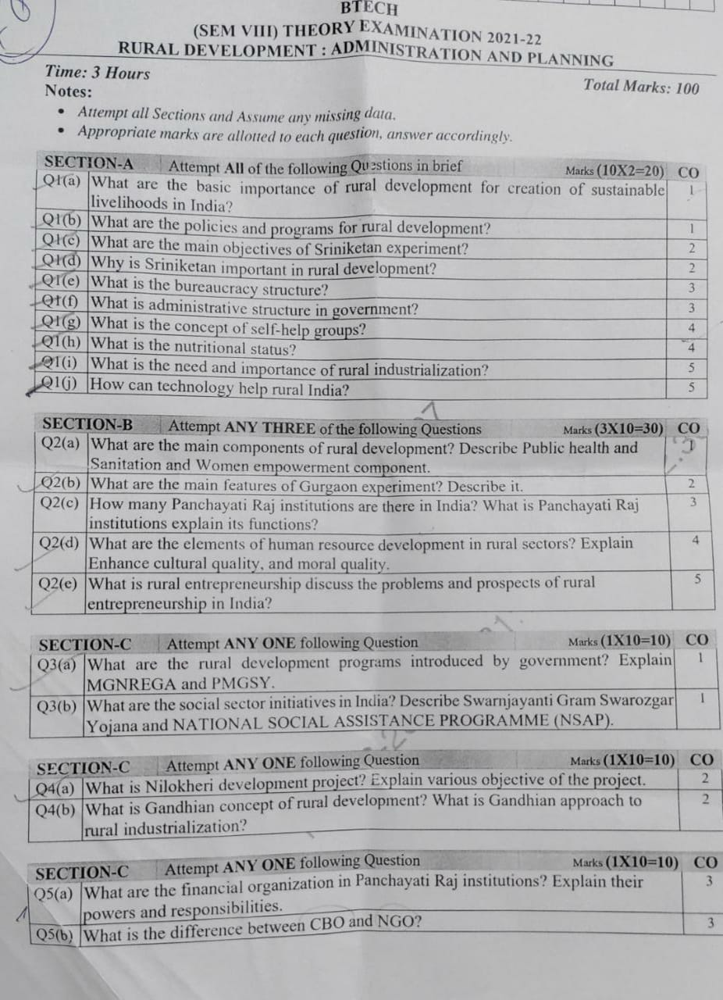 BTECH
(SEM VIII) THEORY EXAMINATION 2021-22
RURAL DEVELOPMENT : ADMINISTRATION AND PLANNING
Time: 3 Hours
Total Marks: 100
Notes:
• Attempt all Sections and Assume any missing data.
• Appropriate marks are allotted to each question, answer accordingly.
SECTION-A Attempt All of the following Questions in brief Marks (10X2=20) CO
Q1(a) What are the basic importance of rural development for creation of sustainable 1
livelihoods in India?
Q1(b) What are the policies and programs for rural development? 1
Q1(c) What are the main objectives of Sriniketan experiment? 2
Q1(d) Why is Sriniketan important in rural development? 2
Q1(e) What is the bureaucracy structure? 3
Q1(f) What is administrative structure in government? 3
Q1(g) What is the concept of self-help groups? 4
Q1(h) What is the nutritional status? 4
Q1(i) What is the need and importance of rural industrialization? 5
Q1(j) How can technology help rural India? 5
SECTION-B Attempt ANY THREE of the following Questions Marks (3X10=30) CO
Q2(a) What are the main components of rural development? Describe Public health and 1
Sanitation and Women empowerment component.
Q2(b) What are the main features of Gurgaon experiment? Describe it. 2
Q2(c) How many Panchayati Raj institutions are there in India? What is Panchayati Raj 3
institutions explain its functions?
Q2(d) What are the elements of human resource development in rural sectors? Explain 4
Enhance cultural quality, and moral quality.
Q2(e) What is rural entrepreneurship discuss the problems and prospects of rural 5
entrepreneurship in India?
SECTION-C Attempt ANY ONE following Question Marks (1X10=10) CO
Q3(a) What are the rural development programs introduced by government? Explain 1
MGNREGA and PMGSY.
Q3(b) What are the social sector initiatives in India? Describe Swarnjayanti Gram Swarozgar 1
Yojana and NATIONAL SOCIAL ASSISTANCE PROGRAMME (NSAP).
SECTION-C Attempt ANY ONE following Question Marks (1X10=10) CO
Q4(a) What is Nilokheri development project? Explain various objective of the project. 2
Q4(b) What is Gandhian concept of rural development? What is Gandhian approach to 2
rural industrialization?
SECTION-C Attempt ANY ONE following Question Marks (1X10=10) CO
Q5(a) What are the financial organization in Panchayati Raj institutions? Explain their 3
powers and responsibilities.
Q5(b) What is the difference between CBO and NGO? 3